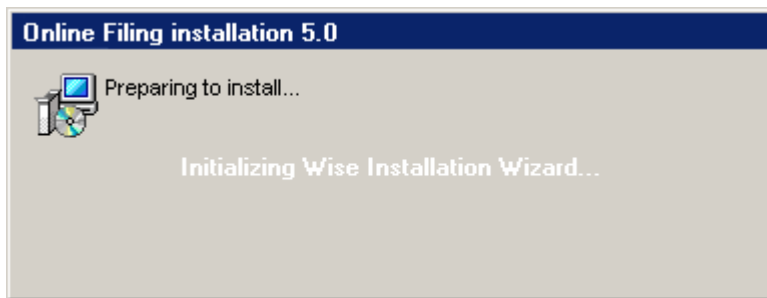 Online Filing installation 5.0
Preparing to install...
Initializing Wise Installation Wizard...